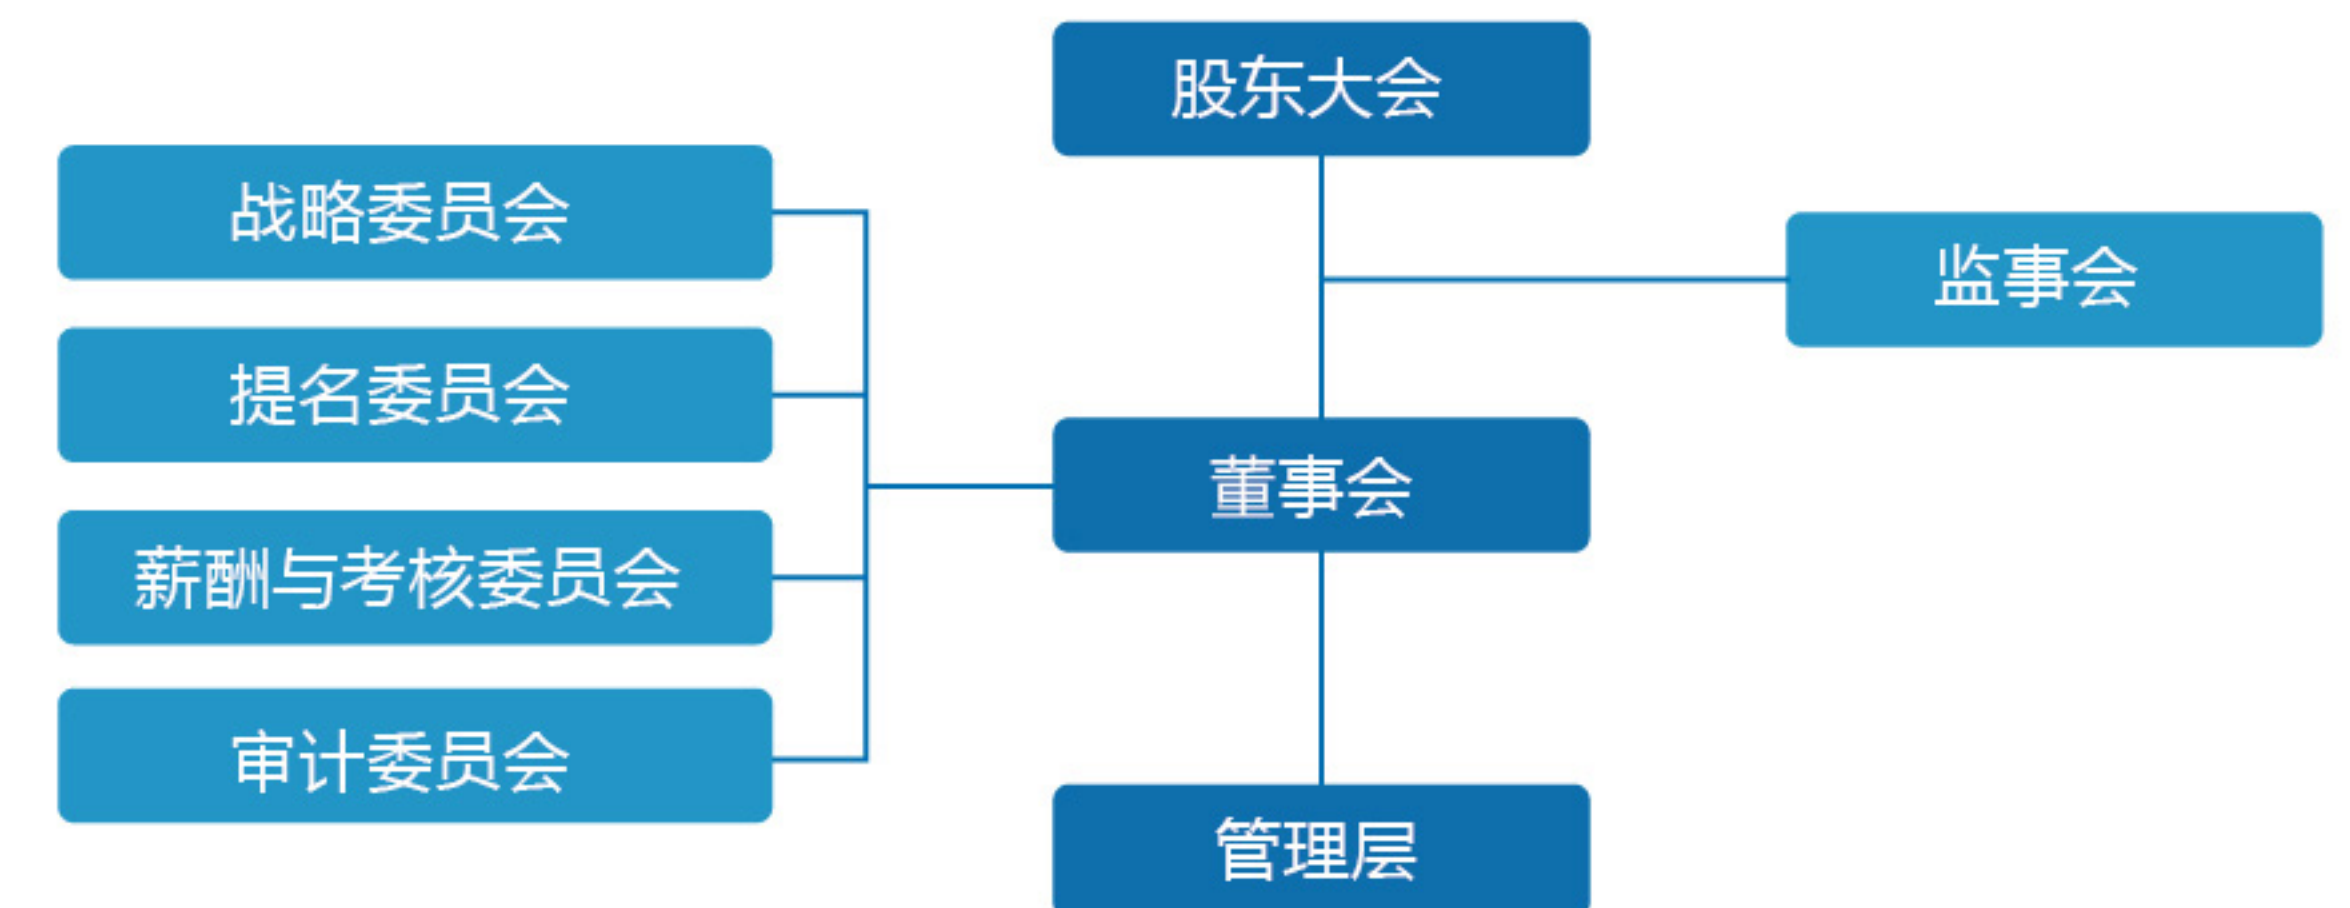 股东大会
战略委员会
监事会
提名委员会
董事会
薪酬与考核委员会
审计委员会
管理层